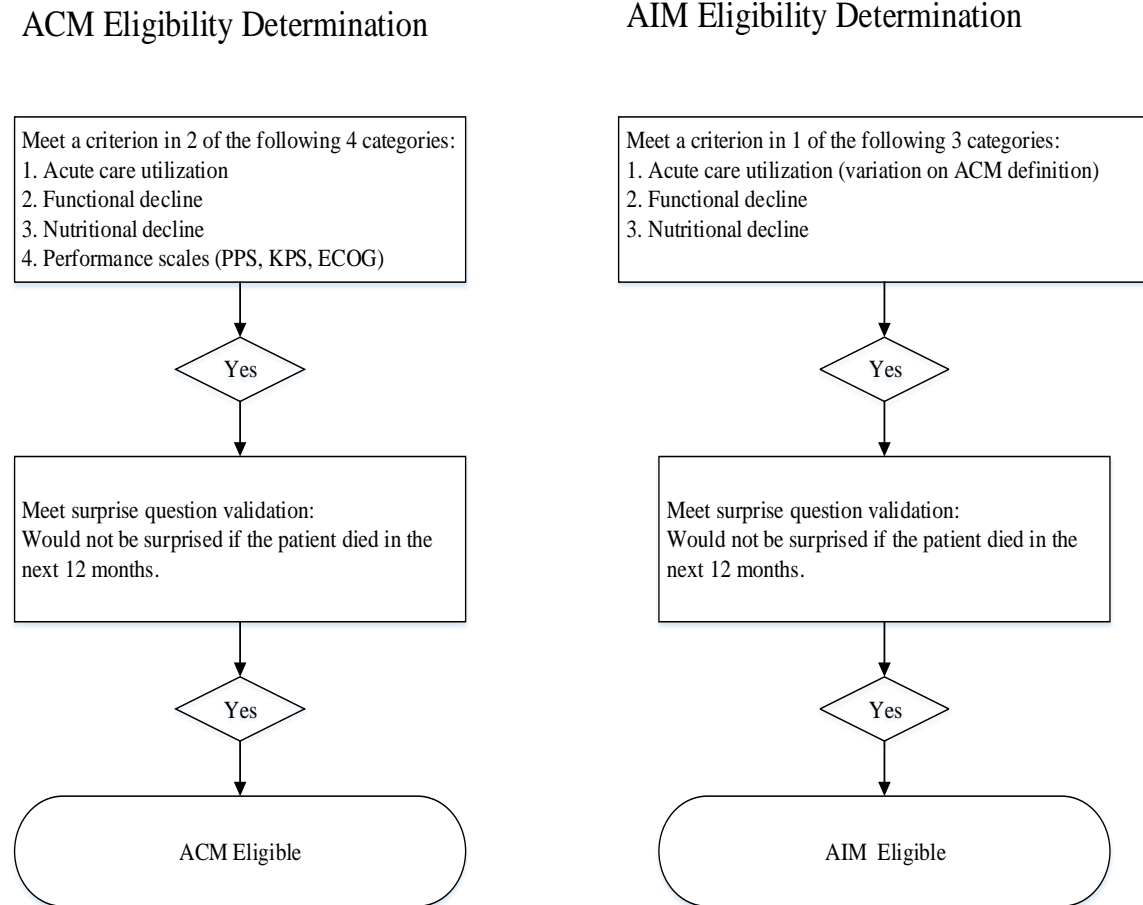 ACM Eligibility Determination
Meet a criterion in 2 of the following 4 categories:
1. Acute care utilization
2. Functional decline
3. Nutritional decline
4. Performance scales (PPS, KPS, ECOG)
Yes
Meet surprise question validation:
Would not be surprised if the patient died in the
next 12 months.
Yes
ACM Eligible
AIM Eligibility Determination
Meet a criterion in 1 of the following 3 categories:
1. Acute care utilization (variation on ACM definition)
2. Functional decline
3. Nutritional decline
Yes
Meet surprise question validation:
Would not be surprised if the patient died in the
next 12 months.
Yes
AIM Eligible